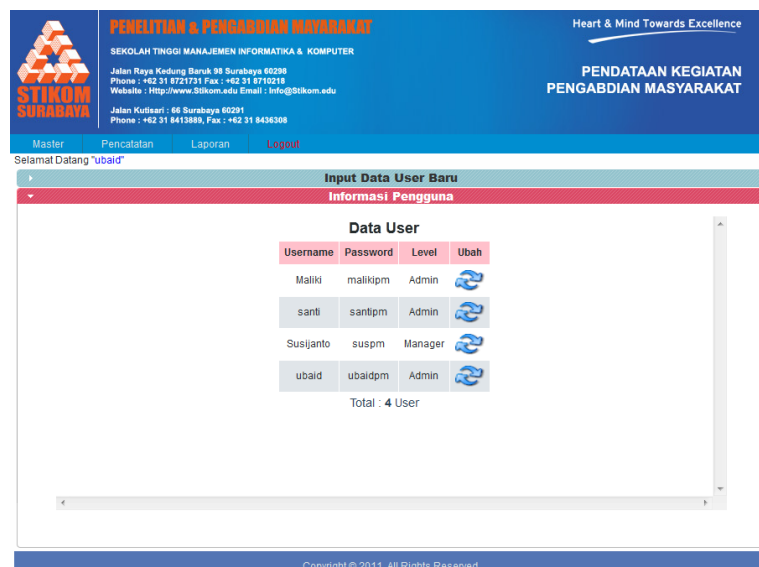 PENELITIAN & PENGABDIAN MAYARAKAT
Heart & Mind Towards Excellence
SEKOLAH TINGGI MANAJEMEN INFORMATIKA & KOMPUTER
Jalan Raya Kedung Baruk 98 Surabaya 60298
Phone : +62 31 8721731 Fax : +62 31 8710218
Website : Http://www.Stikom.edu Email : Info@Stikom.edu
Jalan Kutisari : 66 Surabaya 60291
Phone : +62 31 8413889, Fax : +62 31 8436308
STIKOM
SURABAYA
PENDATAAN KEGIATAN
PENGABDIAN MASYARAKAT
Master Pencatatan Laporan Logout
Selamat Datang "ubaid"
Input Data User Baru
Informasi Pengguna
Data User
Username Password Level Ubah
Maliki malikipm Admin
santi santipm Admin
Susijanto suspm Manager
ubaid ubaidpm Admin
Total : 4 User
Copyright © 2011. All Rights Reserved